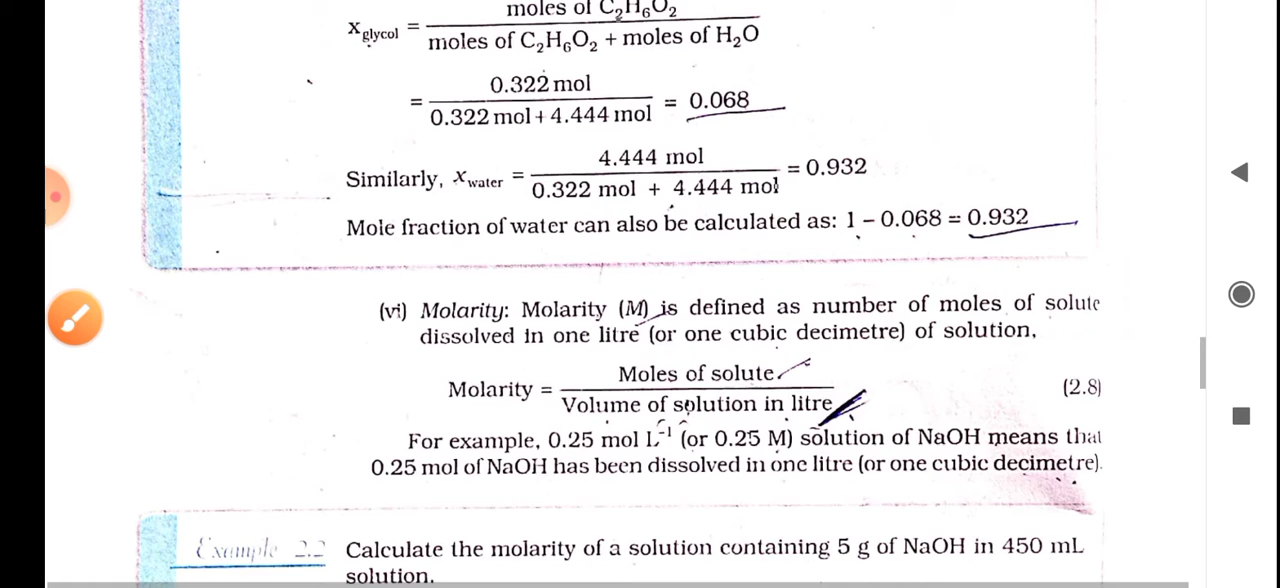 moles of C₂H₆O₂
x glycol = moles of C₂H₆O₂ + moles of H₂O
0.322 mol
= 0.322 mol + 4.444 mol = 0.068
4.444 mol
Similarly, x water = 0.322 mol + 4.444 mol = 0.932
Mole fraction of water can also be calculated as: 1 – 0.068 = 0.932
(vi) Molarity: Molarity (M) is defined as number of moles of solute
dissolved in one litre (or one cubic decimetre) of solution,
Moles of solute
Molarity = Volume of solution in litre (2.8)
For example, 0.25 mol L⁻¹ (or 0.25 M) solution of NaOH means that
0.25 mol of NaOH has been dissolved in one litre (or one cubic decimetre).
Example 2.2 Calculate the molarity of a solution containing 5 g of NaOH in 450 mL
solution.